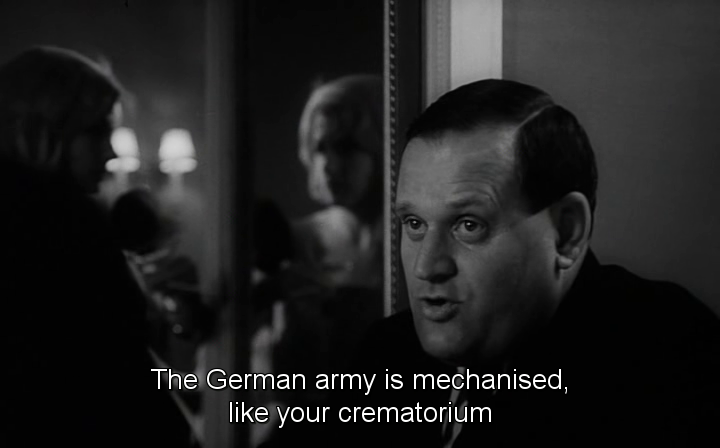 The German army is mechanised,
like your crematorium